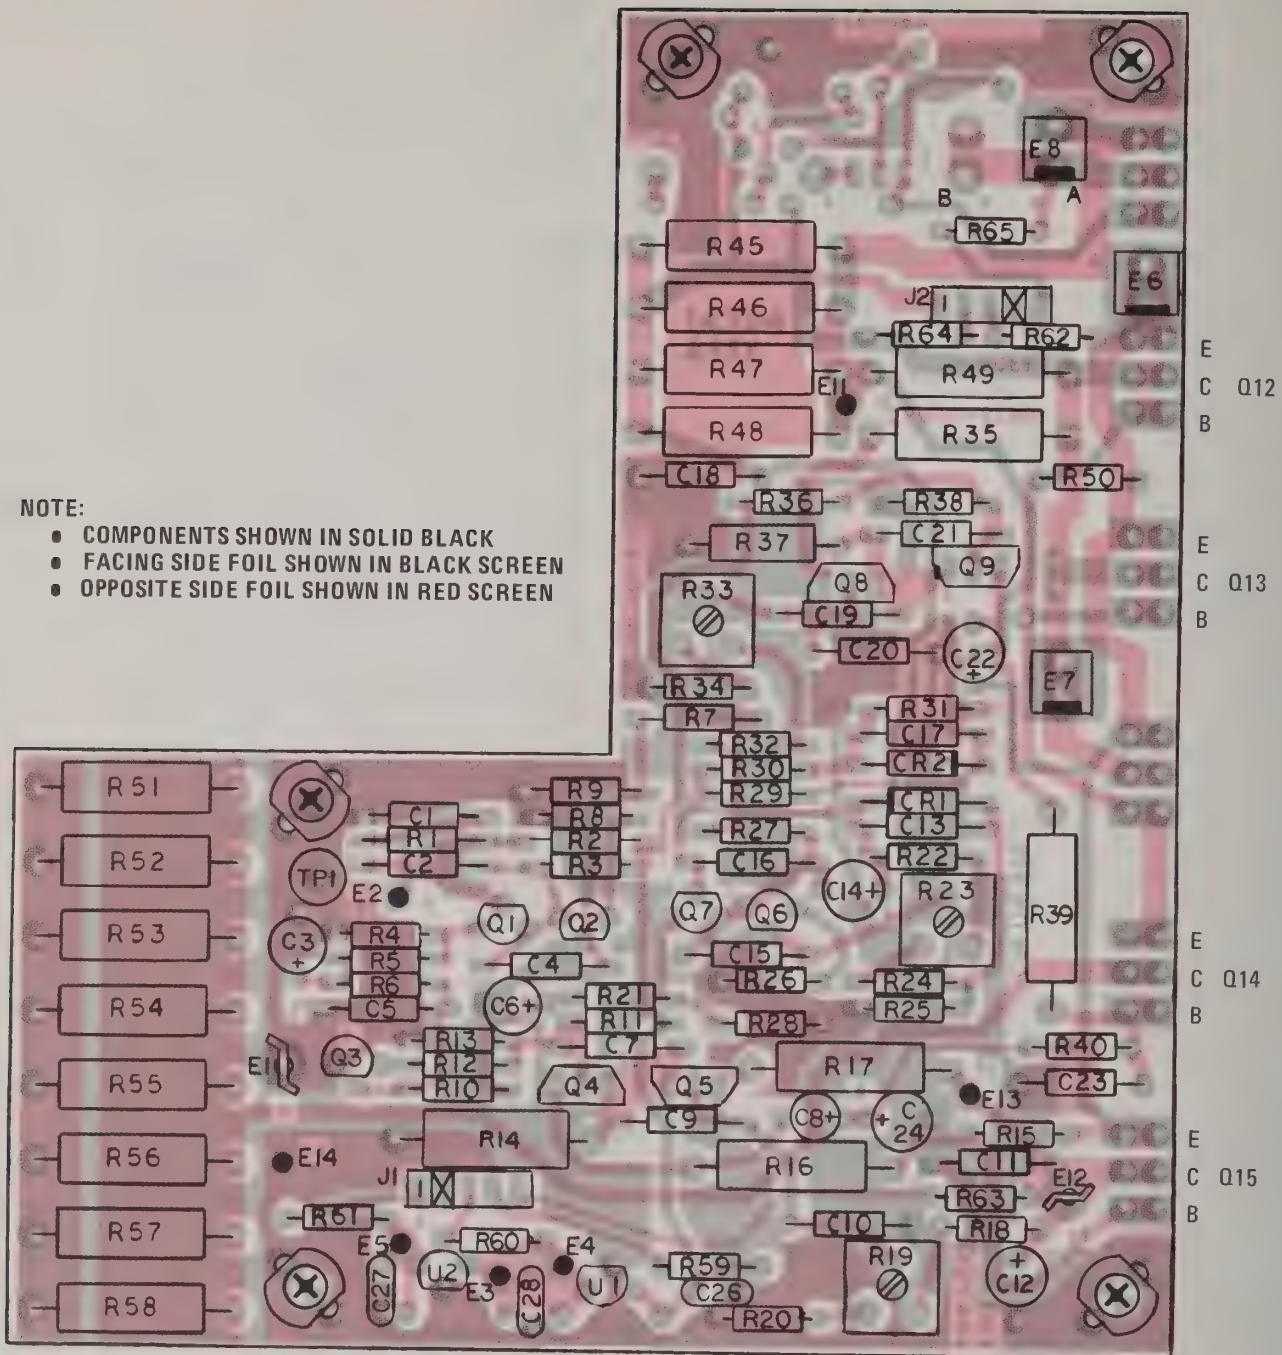 E8
B A
R65
R45
E6
J2 1
R46
R64 R62
E
R47 R49
E11
C Q12
R48 R35
B
C18 R50
R36 R38
NOTE:
• COMPONENTS SHOWN IN SOLID BLACK
• FACING SIDE FOIL SHOWN IN BLACK SCREEN
• OPPOSITE SIDE FOIL SHOWN IN RED SCREEN
R37 C21
E
Q8 Q9
C Q13
R33
C19
B
C20 C22 +
R34 E7
R7 R31
C17
R32
R30 CR2
R51 R9 R29
CR1
C1 R8 C13
R1 R2 R27
C2 R3 C16 R22
R52
TP1 C14+ R23
E2
R53 Q1 Q2 Q7 Q6 R39
C3 + R4 E
R5 C4 C15
R6 R26 R24 C Q14
R54 C5 C6+ R21 R25
R11 R28 B
R13 C7 R40
E1 Q3 R12 R17
R55 R10 Q4 Q5 C23
E13
C9 C8+ + C 24
R14 R15 E
R56 E14 R16 C11
J1 1 C Q15
E12
R63
R61 C10 R18 B
R57 E5 R60 E4
U2 R59 R19
C27 E3 C28 U1 C26 + C12
R58 R20